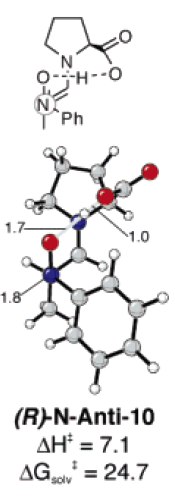 O
N
O
O--H--
N
Ph
1.7
1.0
1.8
(R)-N-Anti-10
ΔH‡ = 7.1
ΔGsolv‡ = 24.7